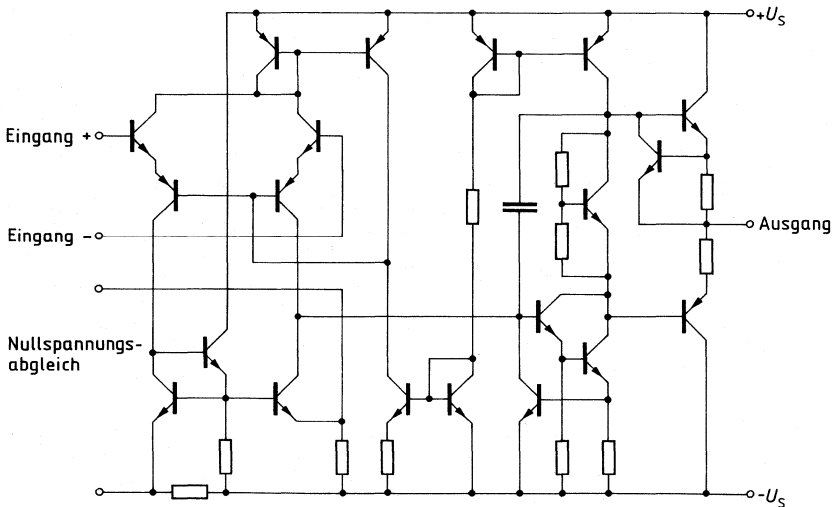 +U_S
Eingang +
Eingang -
Ausgang
Nullspannungs-
abgleich
-U_S